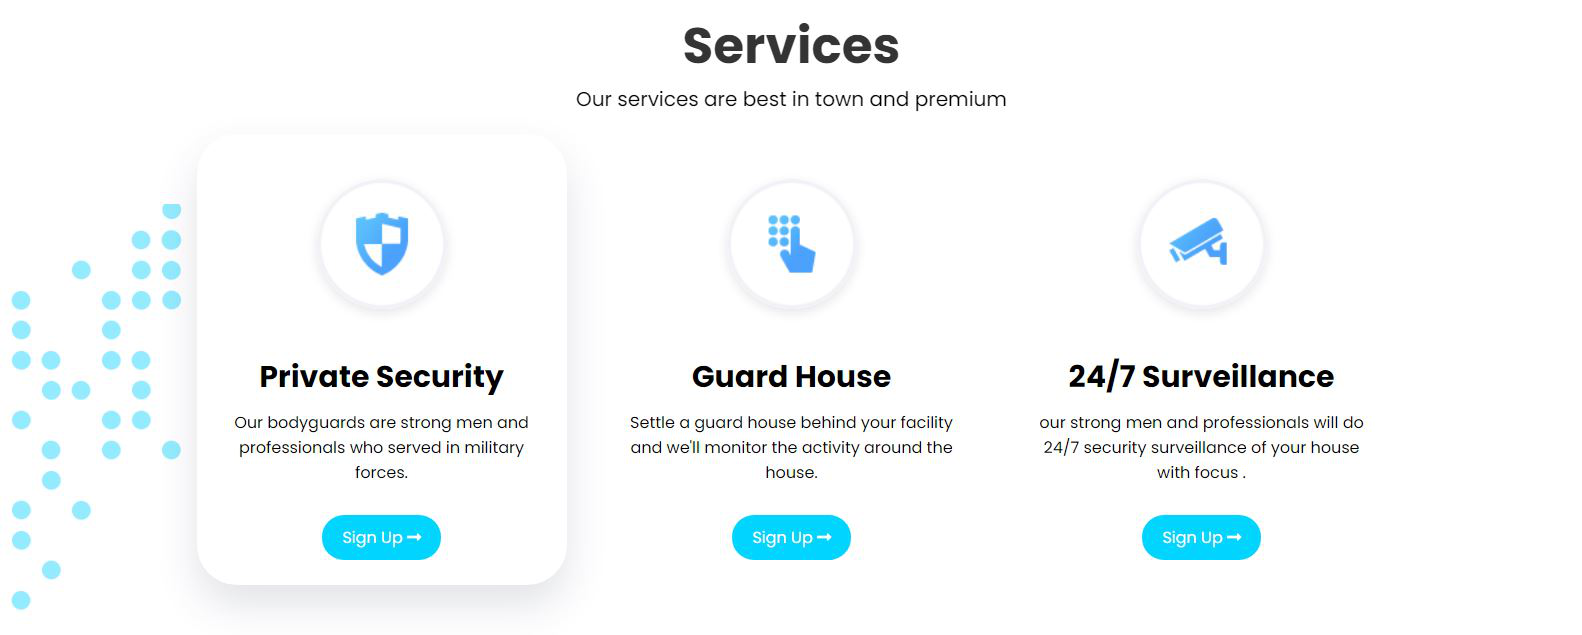 Services
Our services are best in town and premium
Private Security
Our bodyguards are strong men and
professionals who served in military
forces.
Sign Up
Guard House
Settle a guard house behind your facility
and we'll monitor the activity around the
house.
Sign Up
24/7 Surveillance
our strong men and professionals will do
24/7 security surveillance of your house
with focus .
Sign Up